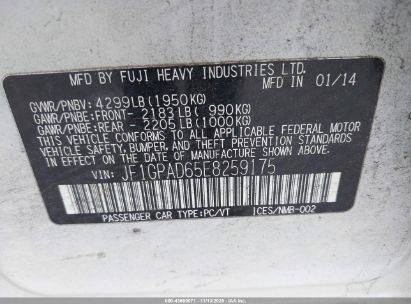 MFD BY FUJI HEAVY INDUSTRIES LTD.
MFD IN 01/14
GVWR/PNBV: 4299LB(1950KG)
GAWR/PNBE:FRONT-2183LB( 990KG)
GAWR/PNBE:REAR -2205LB(1000KG)
THIS VEHICLE CONFORMS TO ALL APPLICABLE FEDERAL MOTOR
VEHICLE SAFETY, BUMPER, AND THEFT PREVENTION STANDARDS
IN EFFECT ON THE DATE OF MANUFACTURE SHOWN ABOVE.
VIN: JF1GPAD65E8259175
PASSENGER CAR TYPE:PC/VT ICES/NMB-002